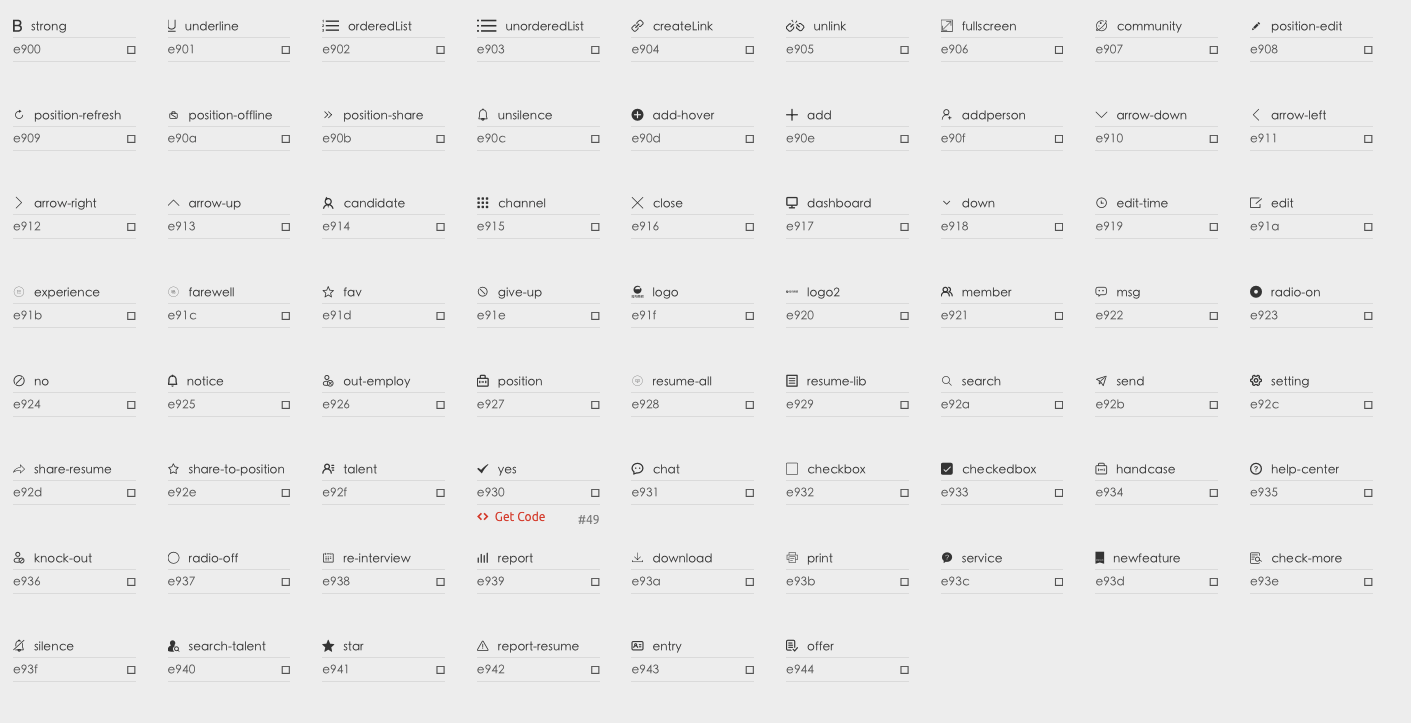 strong underline orderedList unorderedList createLink unlink fullscreen community position-edit
e900 e901 e902 e903 e904 e905 e906 e907 e908
position-refresh position-offline position-share unsilence add-hover add addperson arrow-down arrow-left
e909 e90a e90b e90c e90d e90e e90f e910 e911
arrow-right arrow-up candidate channel close dashboard down edit-time edit
e912 e913 e914 e915 e916 e917 e918 e919 e91a
experience farewell fav give-up logo logo2 member msg radio-on
e91b e91c e91d e91e e91f e920 e921 e922 e923
no notice out-employ position resume-all resume-lib search send setting
e924 e925 e926 e927 e928 e929 e92a e92b e92c
share-resume share-to-position talent yes chat checkbox checkedbox handcase help-center
e92d e92e e92f e930 e931 e932 e933 e934 e935
Get Code #49
knock-out radio-off re-interview report download print service newfeature check-more
e936 e937 e938 e939 e93a e93b e93c e93d e93e
silence search-talent star report-resume entry offer
e93f e940 e941 e942 e943 e944